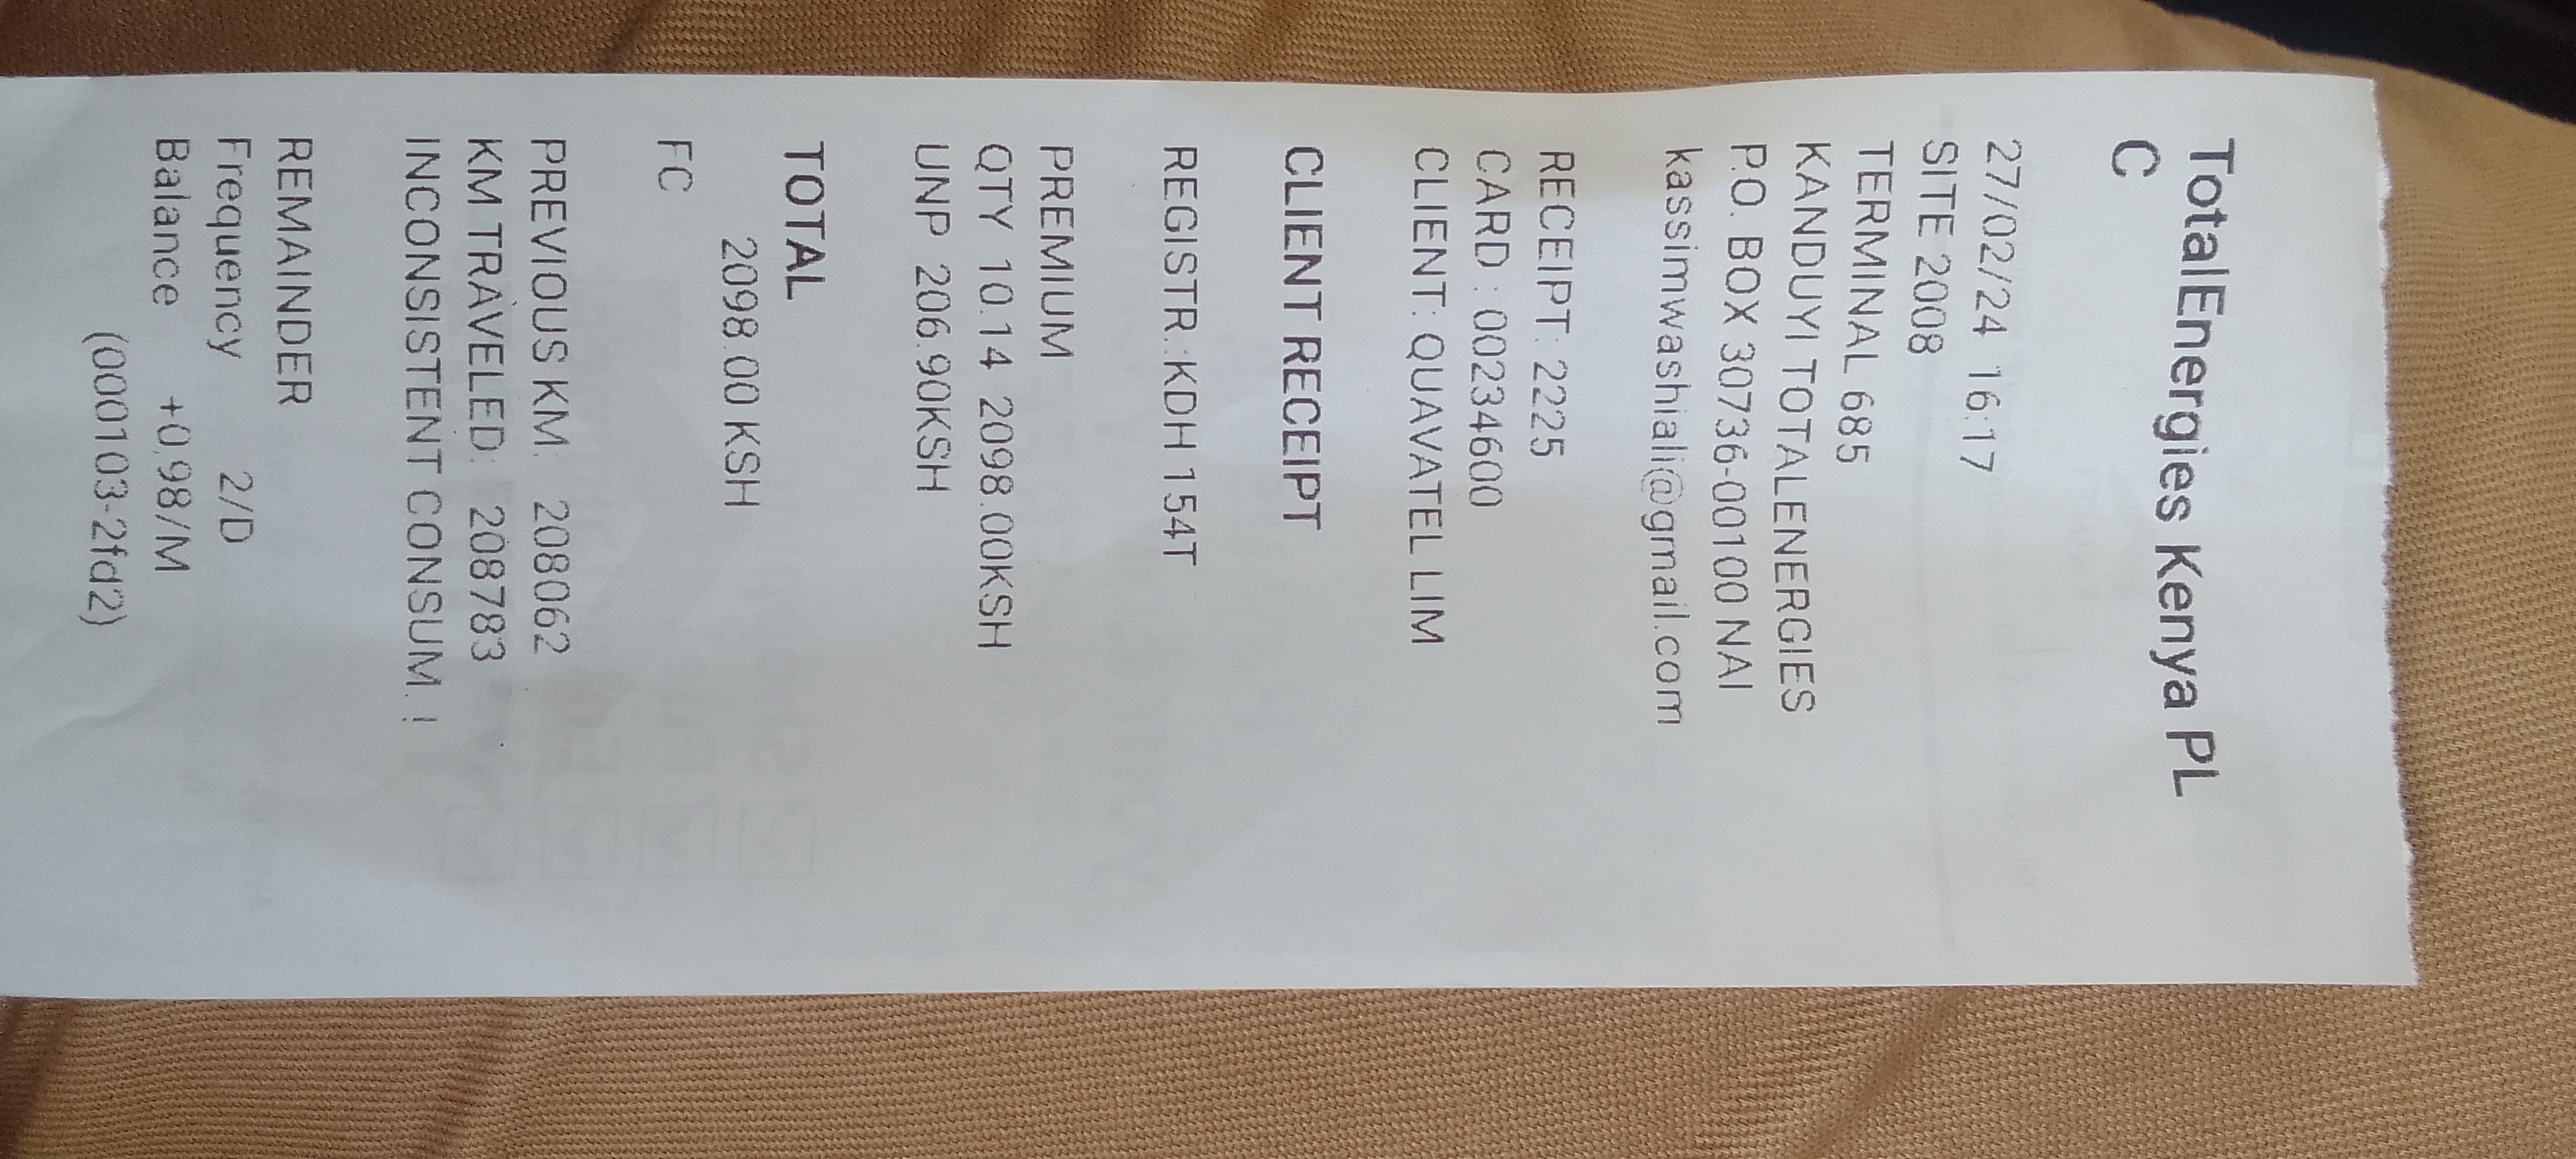 TotalEnergies Kenya PL
C
27/02/24 16:17
SITE 2008
TERMINAL 685
KANDUYI TOTALENERGIES
P.O. BOX 30736-00100 NAI
kassimwashiali@gmail.com
RECEIPT: 2225
CARD : 00234600
CLIENT: QUAVATEL LIM
CLIENT RECEIPT
REGISTR.:KDH 154T
PREMIUM
QTY 10.14 2098.00KSH
UNP 206.90KSH
TOTAL
2098.00 KSH
FC
PREVIOUS KM: 208062
KM TRAVELED: 208783
INCONSISTENT CONSUM. !
REMAINDER
Frequency 2/D
Balance +0,98/M
(000103-2fd2)